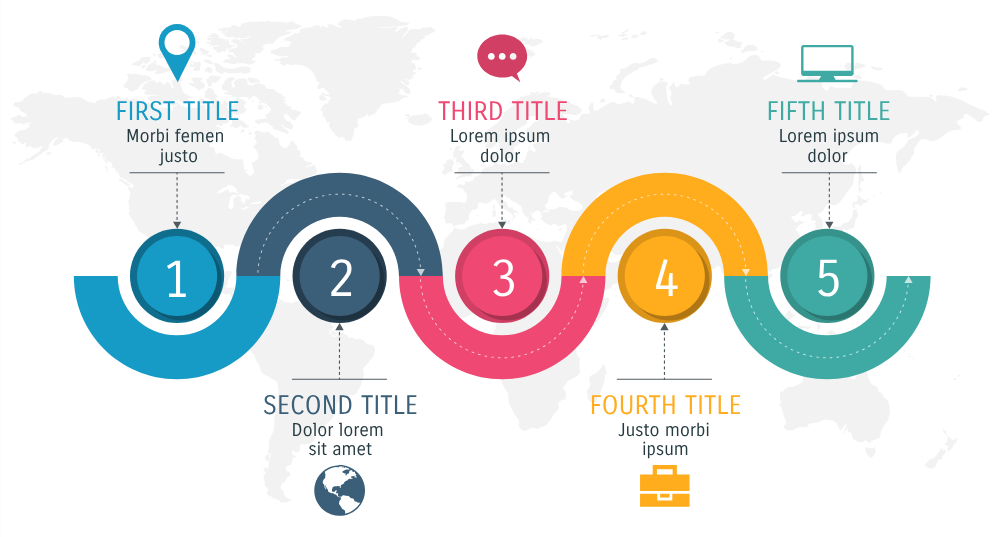 FIRST TITLE
Morbi femen
justo
THIRD TITLE
Lorem ipsum
dolor
FIFTH TITLE
Lorem ipsum
dolor
1
2
3
4
5
SECOND TITLE
Dolor lorem
sit amet
FOURTH TITLE
Justo morbi
ipsum